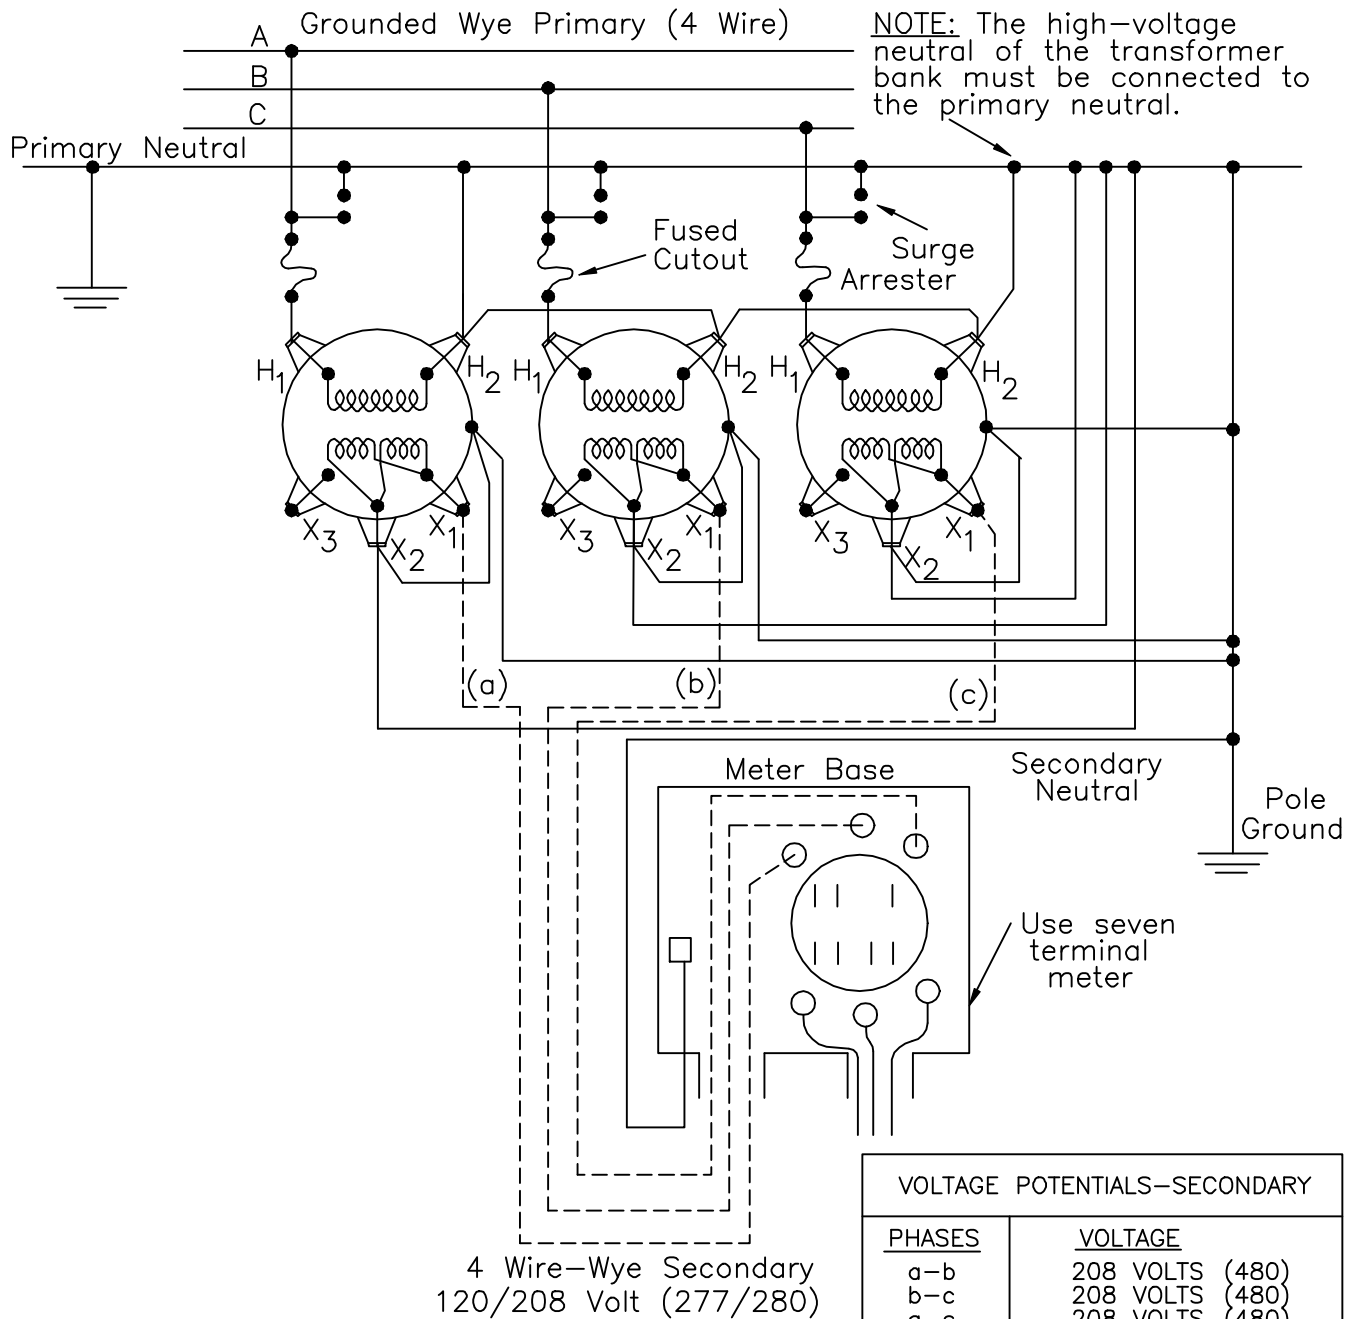 Grounded Wye Primary (4 Wire)
A
B
C
NOTE: The high-voltage
neutral of the transformer
bank must be connected to
the primary neutral.
Primary Neutral
Fused
Cutout
Surge
Arrester
H1
H2
H1
H2
H1
H2
X3
X2
X1
X3
X2
X1
X3
X2
X1
(a)
(b)
(c)
Meter Base
Secondary
Neutral
Pole
Ground
Use seven
terminal
meter
4 Wire-Wye Secondary
120/208 Volt (277/280)
VOLTAGE POTENTIALS-SECONDARY
PHASES VOLTAGE
a-b 208 VOLTS (480)
b-c 208 VOLTS (480)
a-c 208 VOLTS (480)